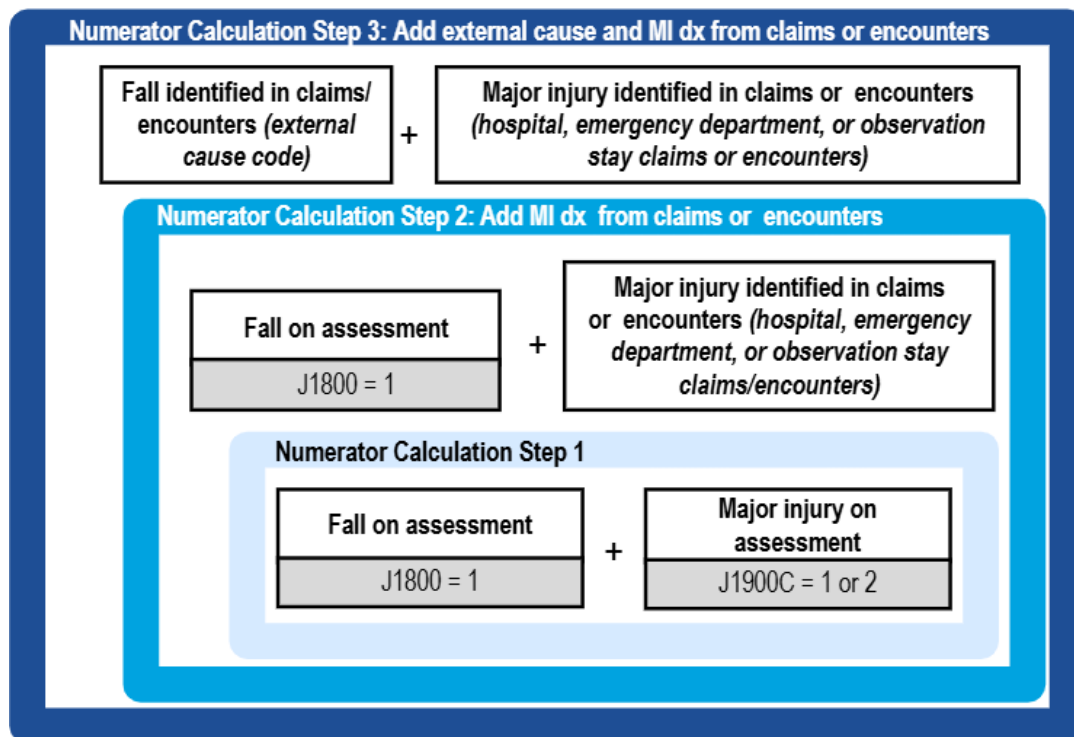 Numerator Calculation Step 3: Add external cause and MI dx from claims or encounters
Fall identified in claims/
encounters (external
cause code)
+
Major injury identified in claims or encounters
(hospital, emergency department, or observation
stay claims or encounters)
Numerator Calculation Step 2: Add MI dx from claims or encounters
Fall on assessment
J1800 = 1
+
Major injury identified in claims
or encounters (hospital, emergency
department, or observation stay
claims/encounters)
Numerator Calculation Step 1
Fall on assessment
J1800 = 1
+
Major injury on
assessment
J1900C = 1 or 2